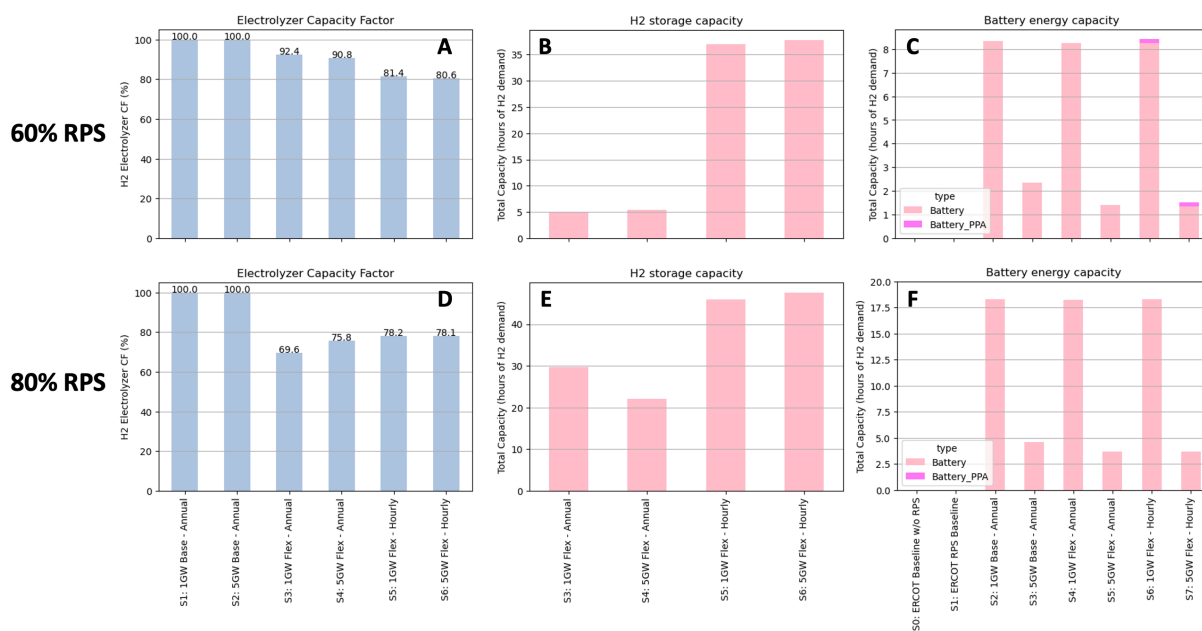 Electrolyzer Capacity Factor
H2 storage capacity
Battery energy capacity
60% RPS
A
B
C
H2 Electrolyzer CF (%)
100
80
60
40
20
0
100.0
100.0
92.4
90.8
81.4
80.6
Total Capacity (hours of H2 demand)
35
30
25
20
15
10
5
0
Total Capacity (hours of H2 demand)
8
7
6
5
4
3
2
1
0
type
Battery
Battery_PPA
Electrolyzer Capacity Factor
H2 storage capacity
Battery energy capacity
80% RPS
D
E
F
H2 Electrolyzer CF (%)
100
80
60
40
20
0
100.0
100.0
69.6
75.8
78.2
78.1
S1: 1GW Base - Annual
S2: 5GW Base - Annual
S3: 1GW Flex - Annual
S4: 5GW Flex - Annual
S5: 1GW Flex - Hourly
S6: 5GW Flex - Hourly
Total Capacity (hours of H2 demand)
40
30
20
10
0
S3: 1GW Flex - Annual
S4: 5GW Flex - Annual
S5: 1GW Flex - Hourly
S6: 5GW Flex - Hourly
Total Capacity (hours of H2 demand)
20.0
17.5
15.0
12.5
10.0
7.5
5.0
2.5
0.0
type
Battery
Battery_PPA
S0: ERCOT Baseline w/o RPS
S1: ERCOT RPS Baseline
S2: 1GW Base - Annual
S3: 5GW Base - Annual
S4: 1GW Flex - Annual
S5: 5GW Flex - Annual
S6: 1GW Flex - Hourly
S7: 5GW Flex - Hourly